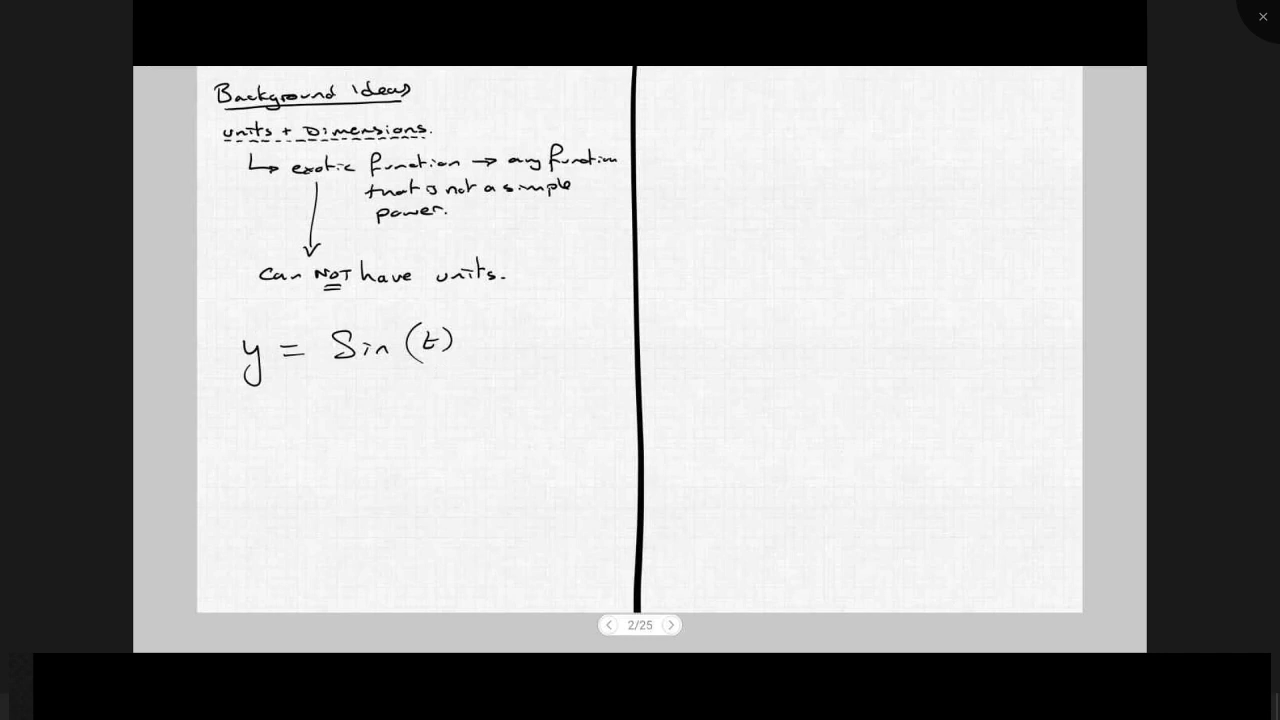 Background Ideas
units + Dimensions.
↳ exotic function → any function
that is not a simple
power.
Can NOT have units.
y = Sin (t)
2/25